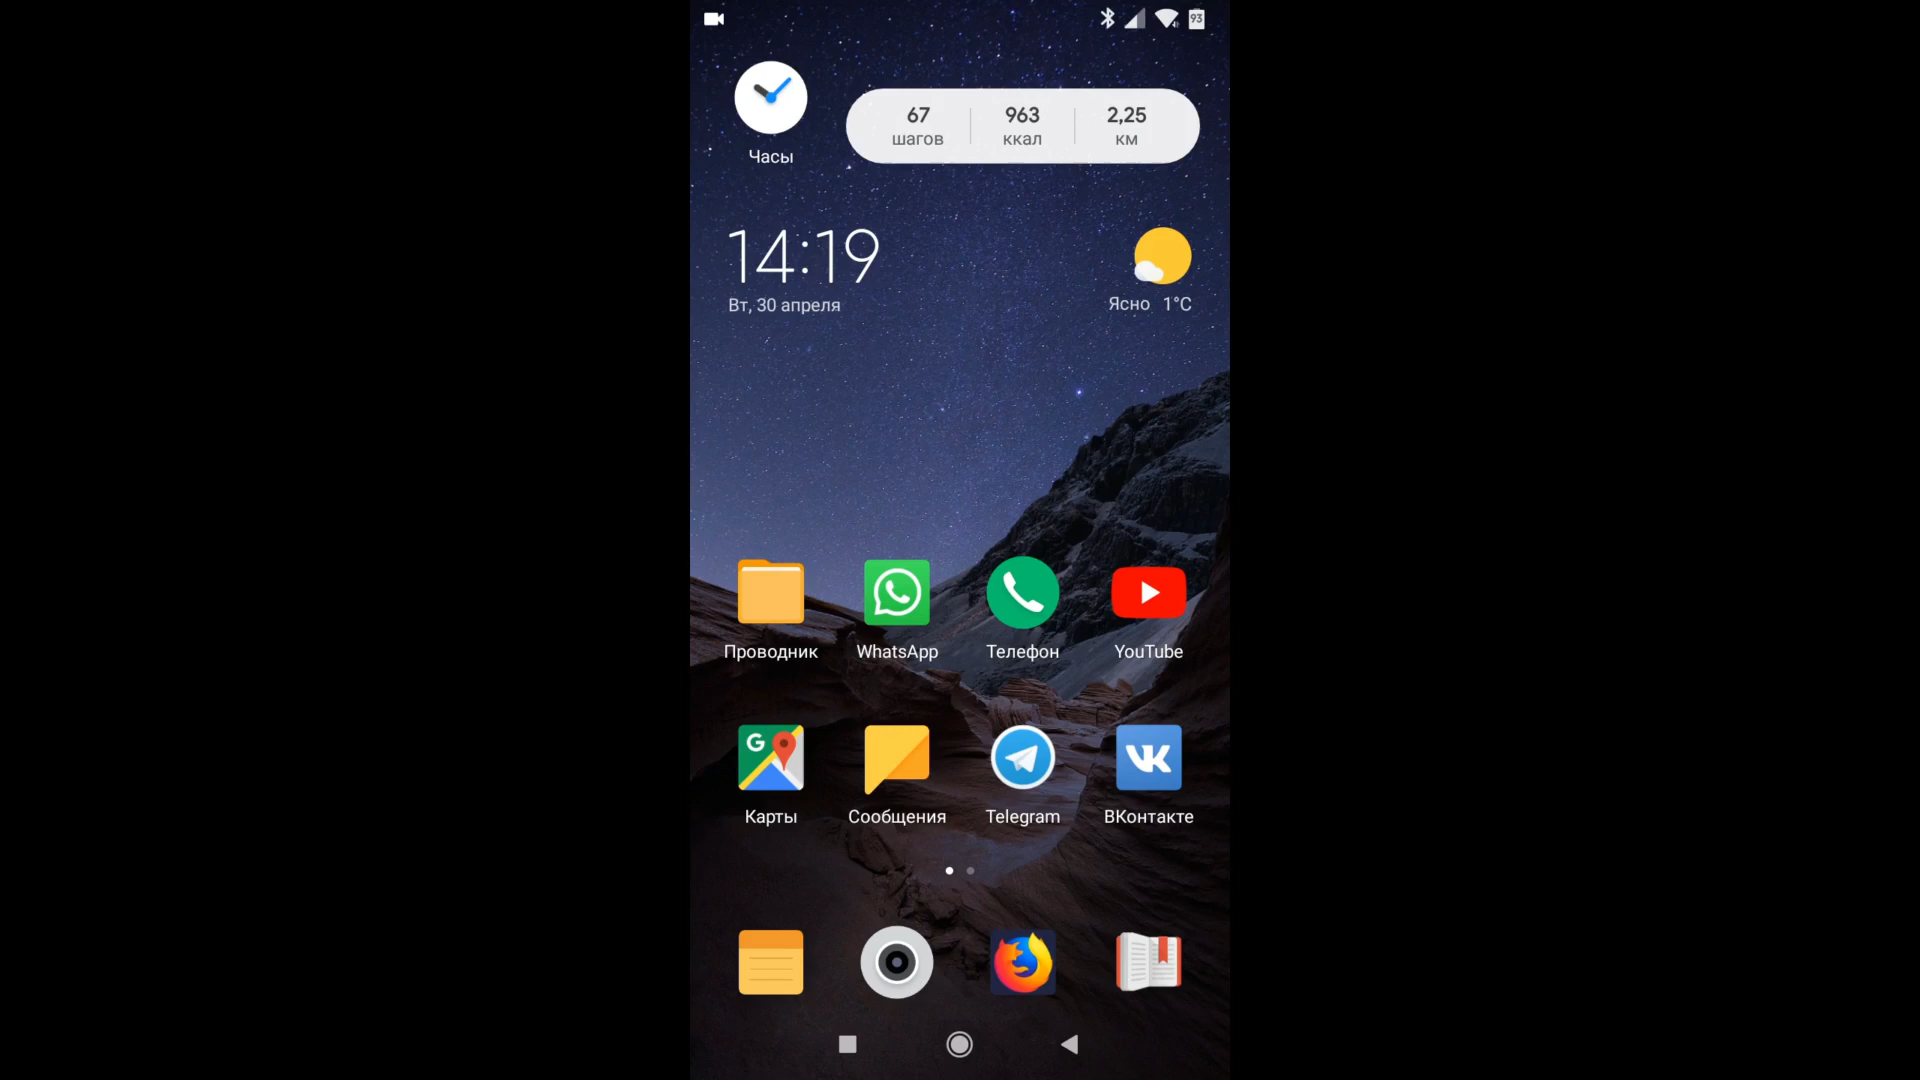 93
67
шагов
963
ккал
2,25
км
Часы
14:19
Вт, 30 апреля
Ясно 1°C
Проводник
WhatsApp
Телефон
YouTube
G
Карты
Сообщения
Telegram
ВКонтакте